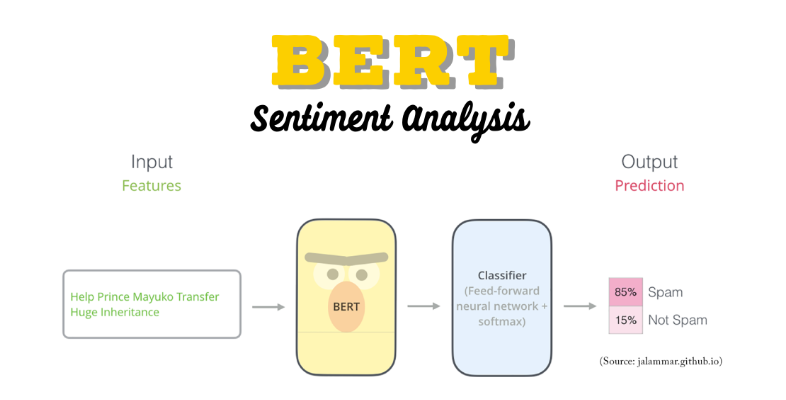 BERT
Sentiment Analysis
Input
Features
Output
Prediction
Help Prince Mayuko Transfer
Huge Inheritance
BERT
Classifier
(Feed-forward
neural network +
softmax)
85% Spam
15% Not Spam
(Source: jalammar.github.io)